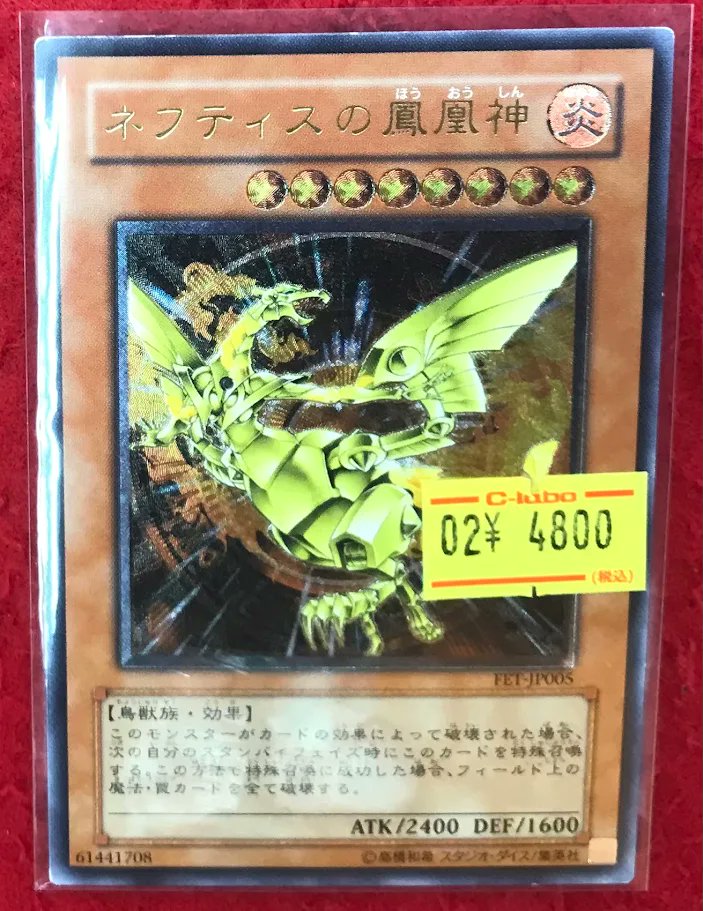 ほう おう しん
ネフティスの鳳凰神 炎
C-labo
02¥ 4800
(税込)
FET-JP005
【鳥獣族・効果】
このモンスターがカードの効果によって破壊された場合、
次の自分のスタンバイフェイズ時にこのカードを特殊召喚
する。この方法で特殊召喚に成功した場合、フィールド上の
魔法・罠カードを全て破壊する。
ATK/2400 DEF/1600
61441708 ©高橋和希 スタジオ・ダイス/集英社